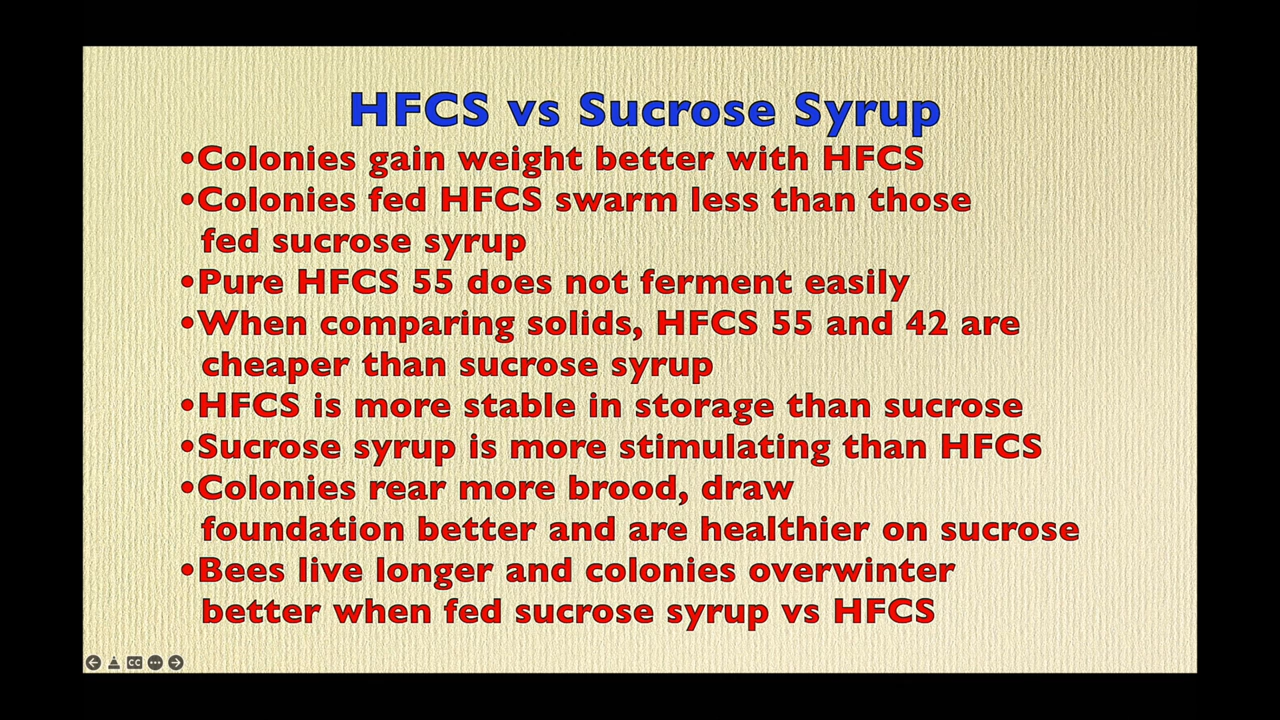 HFCS vs Sucrose Syrup
•Colonies gain weight better with HFCS
•Colonies fed HFCS swarm less than those
fed sucrose syrup
•Pure HFCS 55 does not ferment easily
•When comparing solids, HFCS 55 and 42 are
cheaper than sucrose syrup
•HFCS is more stable in storage than sucrose
•Sucrose syrup is more stimulating than HFCS
•Colonies rear more brood, draw
foundation better and are healthier on sucrose
•Bees live longer and colonies overwinter
better when fed sucrose syrup vs HFCS
CC